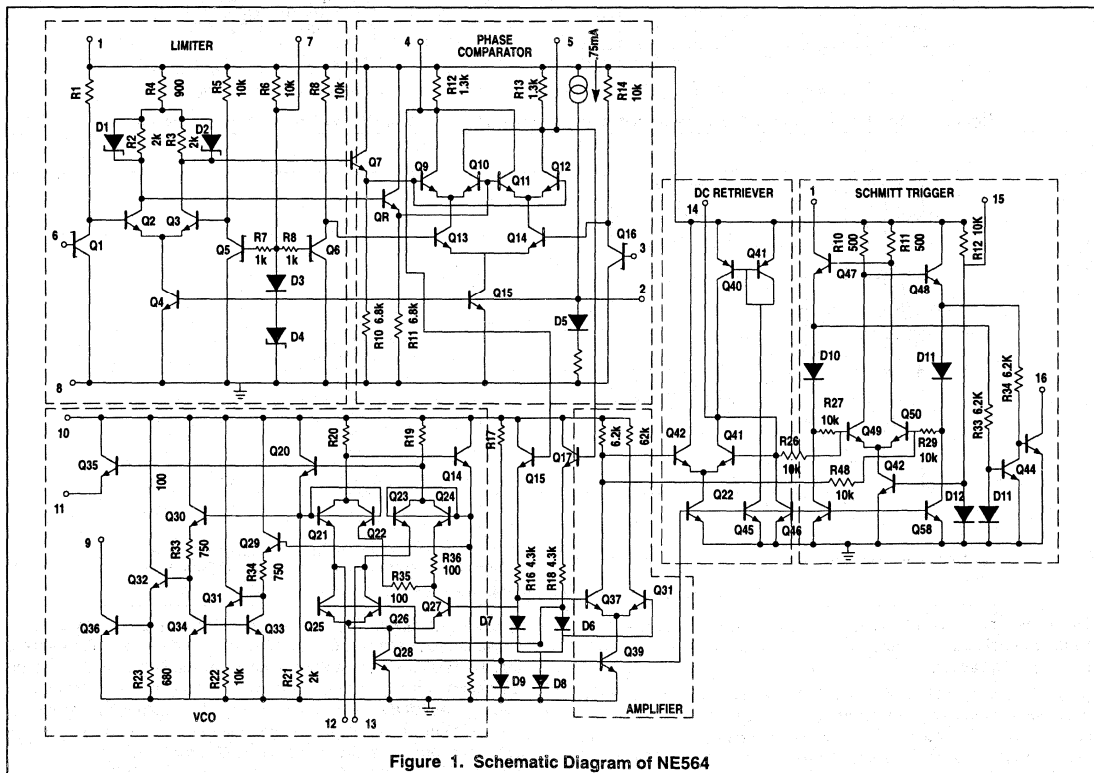 1
LIMITER
7
4
PHASE COMPARATOR
5
.75mA
R1
R4
900
R5
10k
R6
10k
R8
10k
R12
1.3k
R13
1.3k
R14
10k
D1
R2
2k
R3
2k
D2
Q7
Q9
Q10
Q11
Q12
QR
6
Q1
Q2
Q3
Q5
R7
1k
R8
1k
Q6
Q13
Q14
Q16
3
D3
Q4
Q15
2
D4
R10 6.8k
R11 6.8k
D5
8
DC RETRIEVER
14
Q41
Q40
SCHMITT TRIGGER
1
15
R10
500
R11
500
R12 10K
Q47
Q48
D10
D11
R34 6.2K
16
R33 6.2K
R27
10k
Q49
Q50
R29
10k
Q44
Q42
Q41
R26
10k
R48
10k
Q42
D12
D11
Q22
Q45
Q46
Q58
10
Q35
100
11
Q20
R20
R19
Q14
R17
Q15
Q17
6.2k
62k
Q30
Q21
Q22
Q23
Q24
9
R33
750
Q29
R34
750
R36
100
R35
100
R16 4.3k
R18 4.3k
Q32
Q31
Q27
Q37
Q31
Q36
Q34
Q33
Q25
Q26
D7
D6
Q28
Q39
R23
680
R22
10k
R21
2k
D9
D8
VCO
12
13
AMPLIFIER
Figure 1. Schematic Diagram of NE564